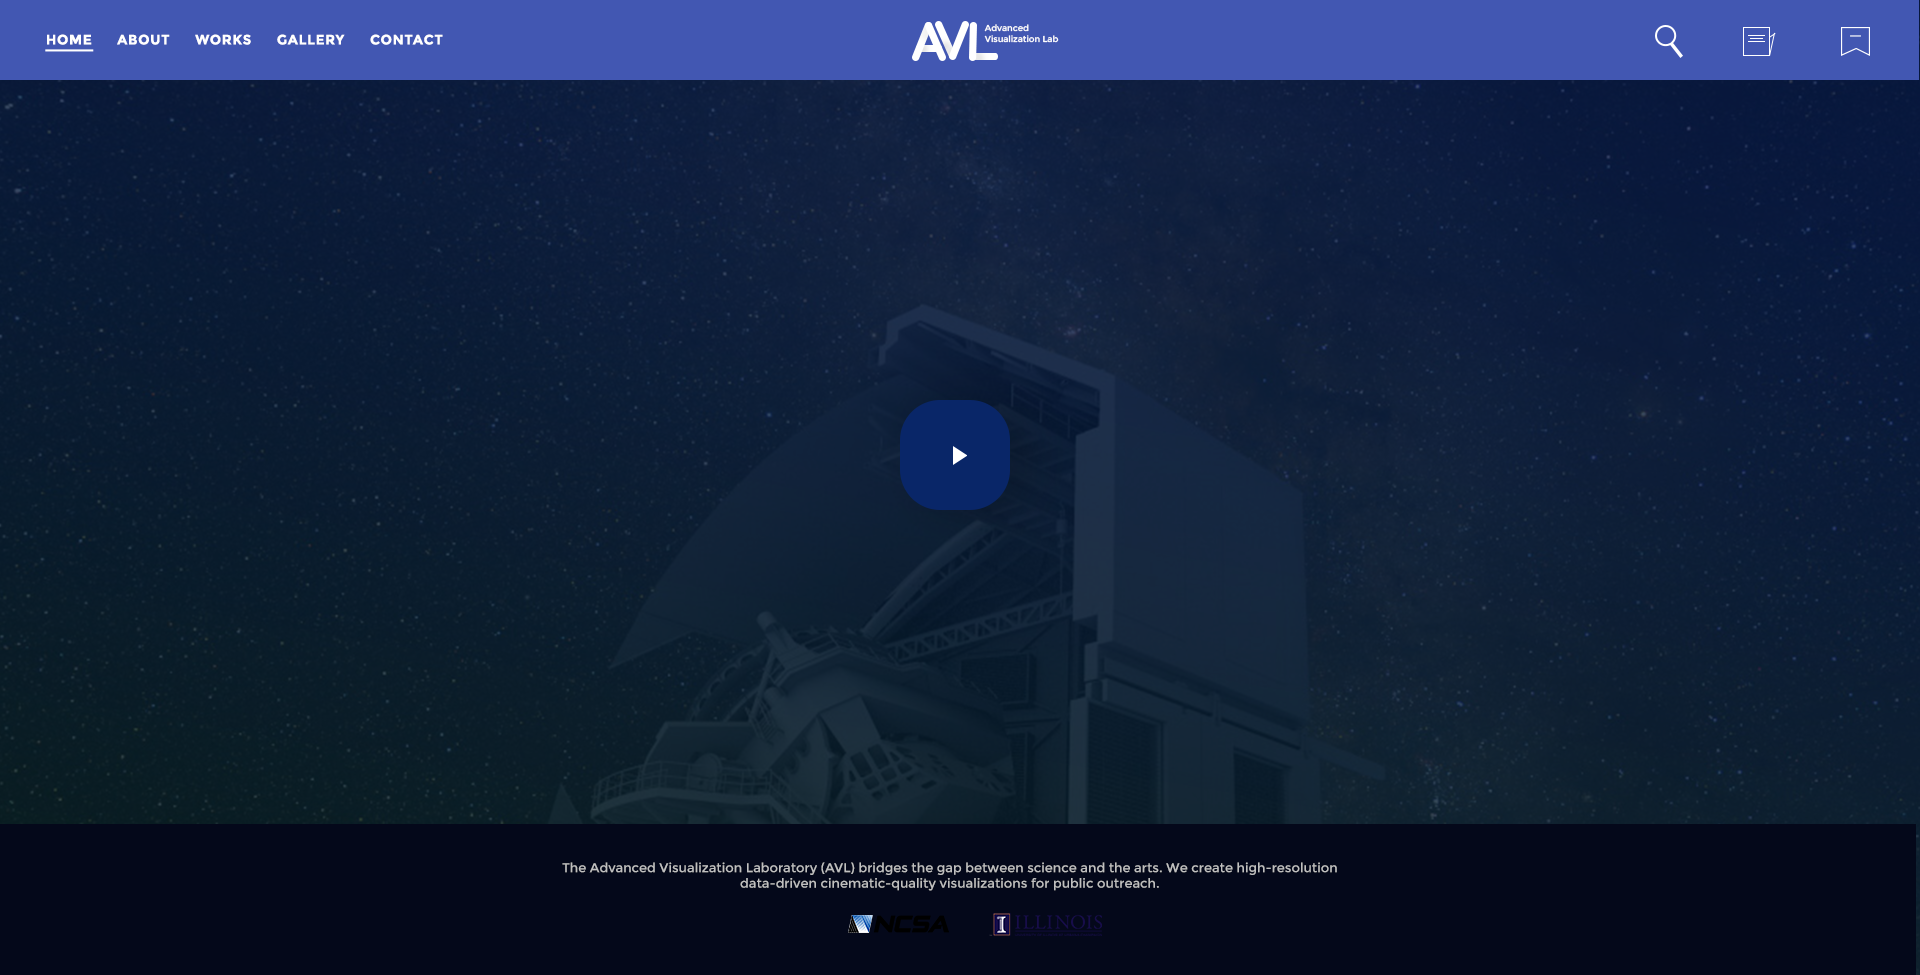 HOME ABOUT WORKS GALLERY CONTACT
AVL
Advanced
Visualization Lab
The Advanced Visualization Laboratory (AVL) bridges the gap between science and the arts. We create high-resolution
data-driven cinematic-quality visualizations for public outreach.
NCSA I ILLINOIS